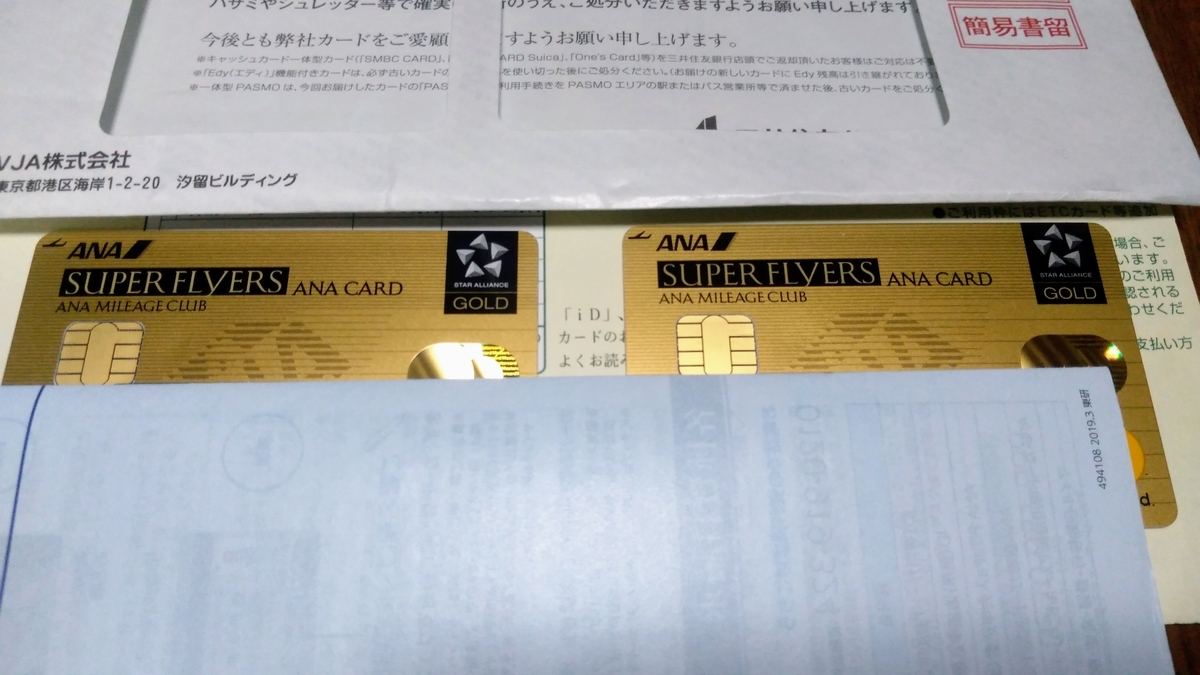 ハサミやシュレッター等で確実
のうえ、ご処分いただきますようお願い申し上げます
今後とも弊社カードをご愛顧
すようお願い申し上げます。
簡易書留
※キャッシュカード一体型カード(「SMBC CARD」、
ARD Suica」、「One's Card」等)を三井住友銀行店頭でご返却頂いたお客様はご対応は不
※「Edy(エディ)」機能付きカードは、必ず古いカードの
を使い切った後にご処分ください。(お届けの新しいカードに Edy 残高は引き継がれており
※一体型 PASMO は、今回お届けしたカードの「PAS
利用手続きを PASMO エリアの駅またはバス営業所等で済ませた後、古いカードをご処分く
VJA株式会社
東京都港区海岸1-2-20 汐留ビルディング
●ご利用枠にはETCカード等追加
ANA
SUPER FLYERS ANA CARD
ANA MILEAGE CLUB
STAR ALLIANCE
GOLD
ANA
SUPER FLYERS ANA CARD
ANA MILEAGE CLUB
STAR ALLIANCE
GOLD
場合、ご
います。
のご利用
認される
わせくだ
支払い方
「iD」、
カードのお
よくお読み
494108 2019.3 東研
d.